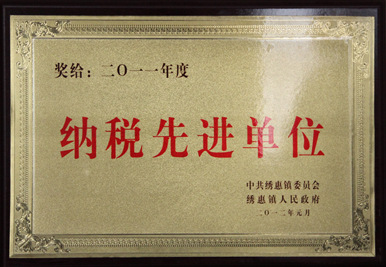 奖给：二〇一一年度
纳税先进单位
中共绣惠镇委员会
绣惠镇人民政府
二〇一二年元月